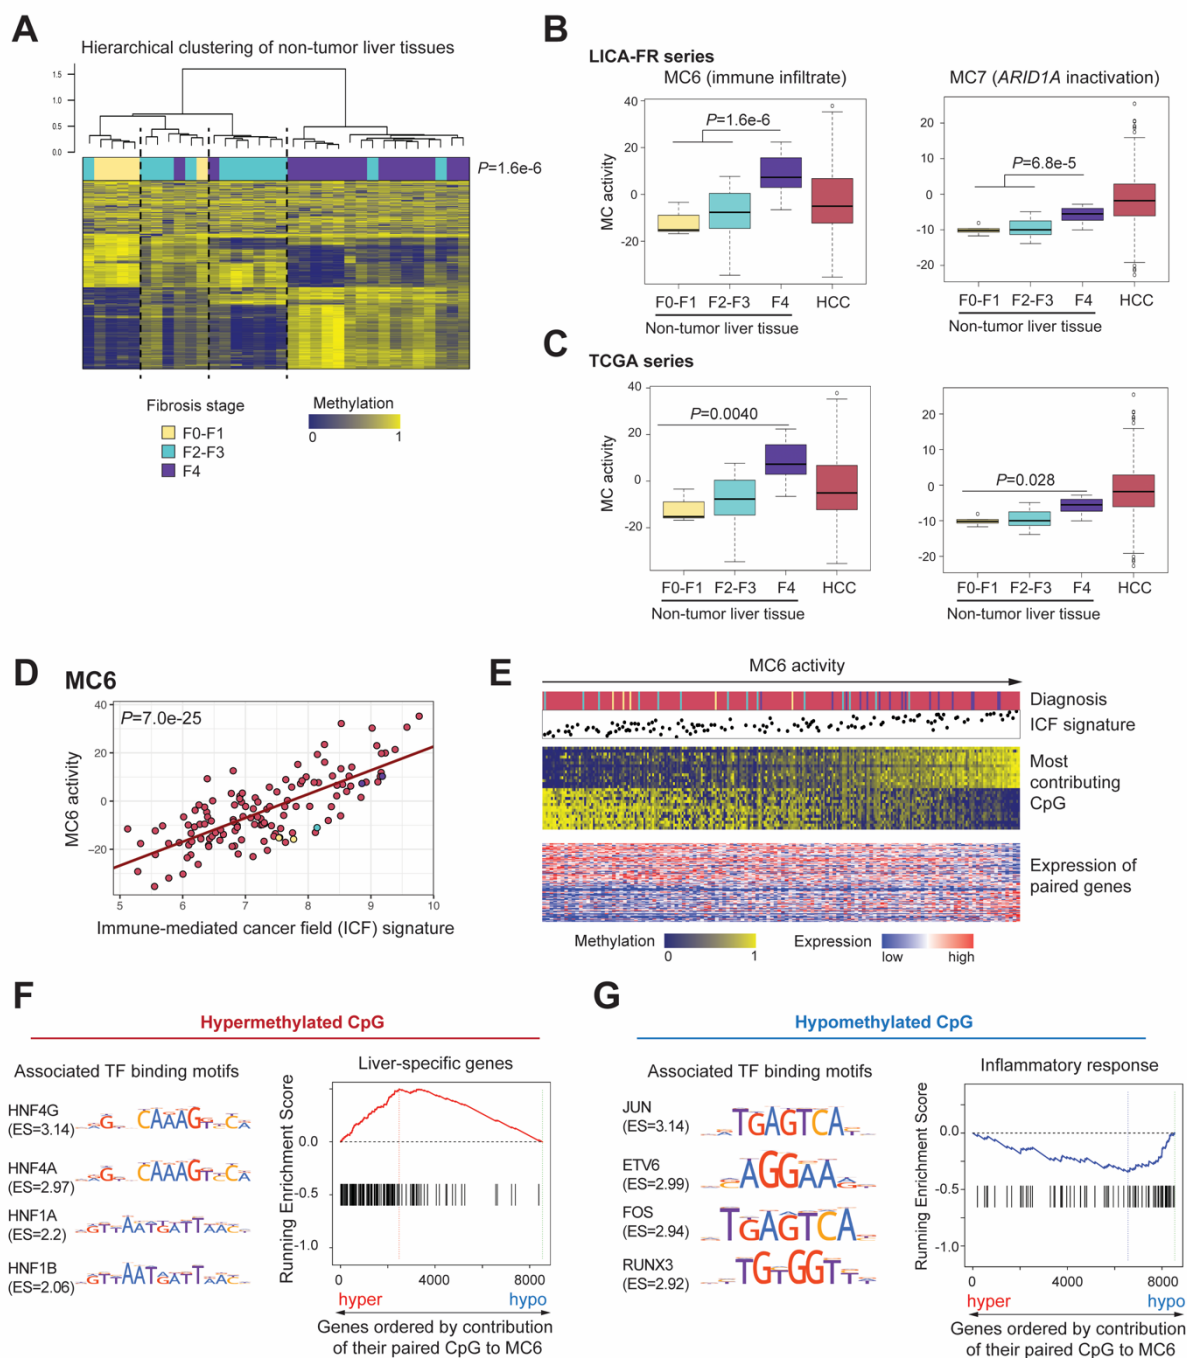 A
Hierarchical clustering of non-tumor liver tissues
1.5
1.0
0.5
0.0
P=1.6e-6
Fibrosis stage
F0-F1
F2-F3
F4
Methylation
0 1
B
LICA-FR series
MC6 (immune infiltrate)
MC activity
40
20
0
-20
P=1.6e-6
F0-F1 F2-F3 F4 HCC
Non-tumor liver tissue
MC7 (ARID1A inactivation)
20
10
0
-10
-20
P=6.8e-5
F0-F1 F2-F3 F4 HCC
Non-tumor liver tissue
C
TCGA series
MC activity
40
20
0
-20
P=0.0040
F0-F1 F2-F3 F4 HCC
Non-tumor liver tissue
20
10
0
-10
20
P=0.028
F0-F1 F2-F3 F4 HCC
Non-tumor liver tissue
D
MC6
P=7.0e-25
MC6 activity
40
20
0
−20
5 6 7 8 9 10
Immune-mediated cancer field (ICF) signature
E
MC6 activity
Diagnosis
ICF signature
Most
contributing
CpG
Expression of
paired genes
Methylation
0 1
Expression
low high
F
Hypermethylated CpG
Associated TF binding motifs
HNF4G
(ES=3.14)
CAAAG
HNF4A
(ES=2.97)
CAAAG
HNF1A
(ES=2.2)
HNF1B
(ES=2.06)
Liver-specific genes
Running Enrichment Score
0.0
-0.5
-1.0
0 4000 8000
hyper hypo
Genes ordered by contribution
of their paired CpG to MC6
G
Hypomethylated CpG
Associated TF binding motifs
JUN
(ES=3.14)
TGAGTCA
ETV6
(ES=2.99)
AGGAA
FOS
(ES=2.94)
TGAGTCA
RUNX3
(ES=2.92)
TGTGGT
Inflammatory response
Running Enrichment Score
0.0
-0.5
-1.0
0 4000 8000
hyper hypo
Genes ordered by contribution
of their paired CpG to MC6